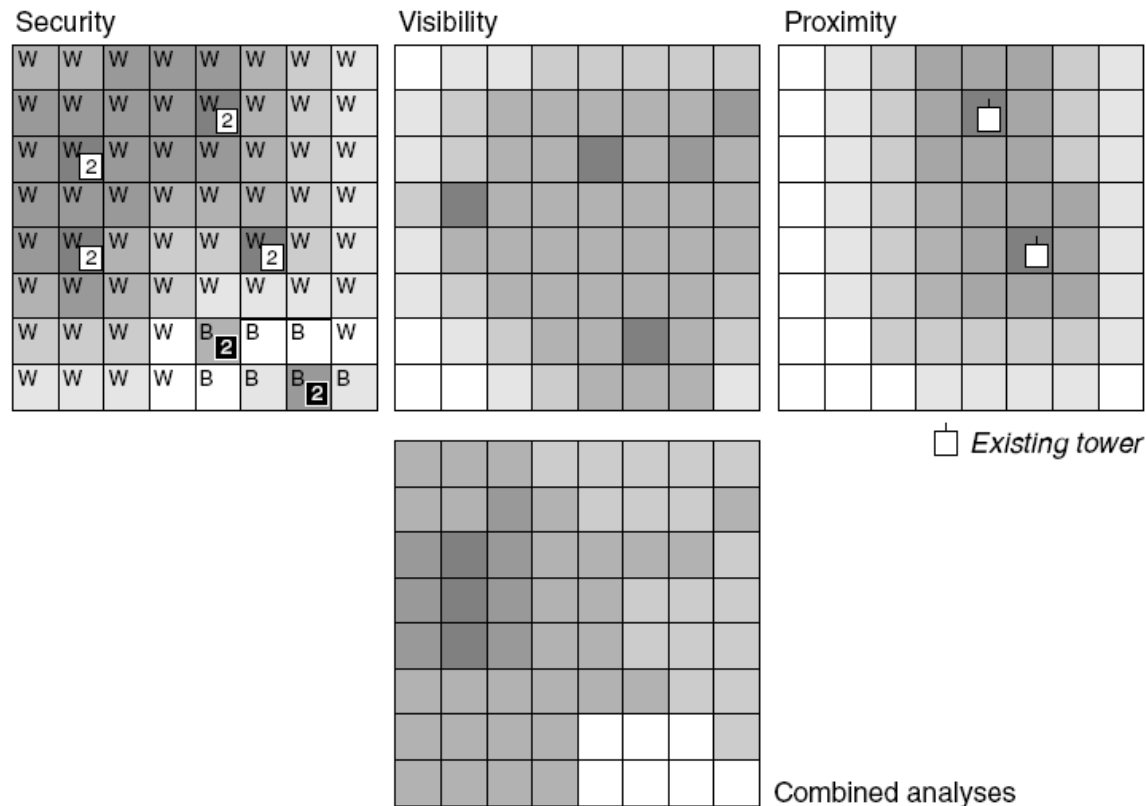 Security Visibility Proximity
W W W W W W W W
W W W W W W W W
2
W W W W W W W W
2
W W W W W W W W
W W W W W W W W
2 2
W W W W W W W W
W W W W B B B W
2
W W W W B B B B
2
Existing tower
Combined analyses